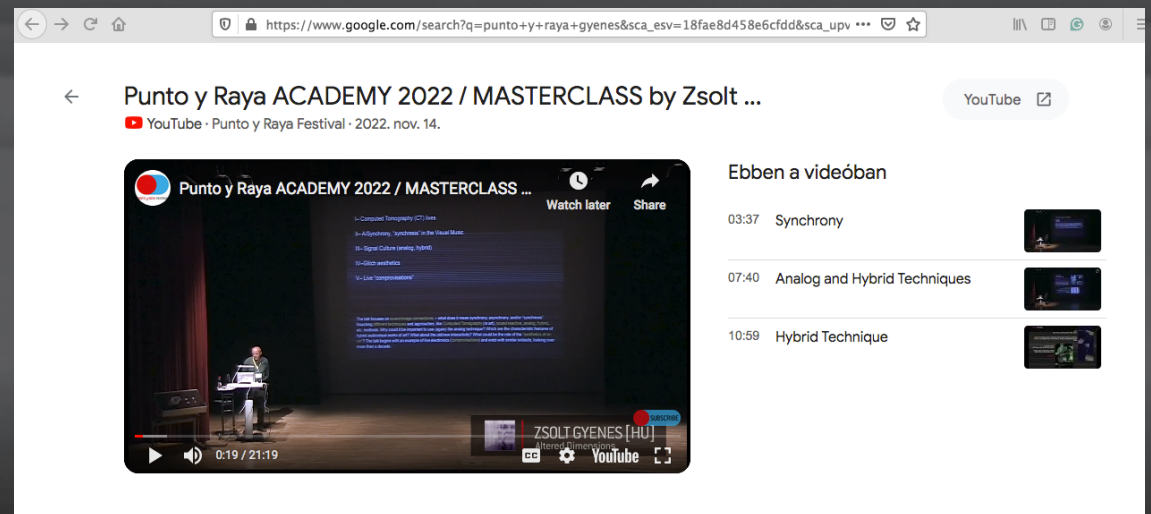 https://www.google.com/search?q=punto+y+raya+gyenes&sca_esv=18fae8d458e6cfdd&sca_upv
Punto y Raya ACADEMY 2022 / MASTERCLASS by Zsolt ...
YouTube · Punto y Raya Festival · 2022. nov. 14.
YouTube
Punto y Raya ACADEMY 2022 / MASTERCLASS ...
Watch later
Share
I– Computed Tomography (CT) lives
II– A/Synchrony, "synchresis" in the Visual Music
III– Signal Culture (analog, hybrid)
IV–Glitch aesthetics
V– Live "comprovisations"
SUBSCRIBE
ZSOLT GYENES [HU]
Altered Dimensions
0:19 / 21:19
CC
YouTube
Ebben a videóban
03:37 Synchrony
07:40 Analog and Hybrid Techniques
10:59 Hybrid Technique